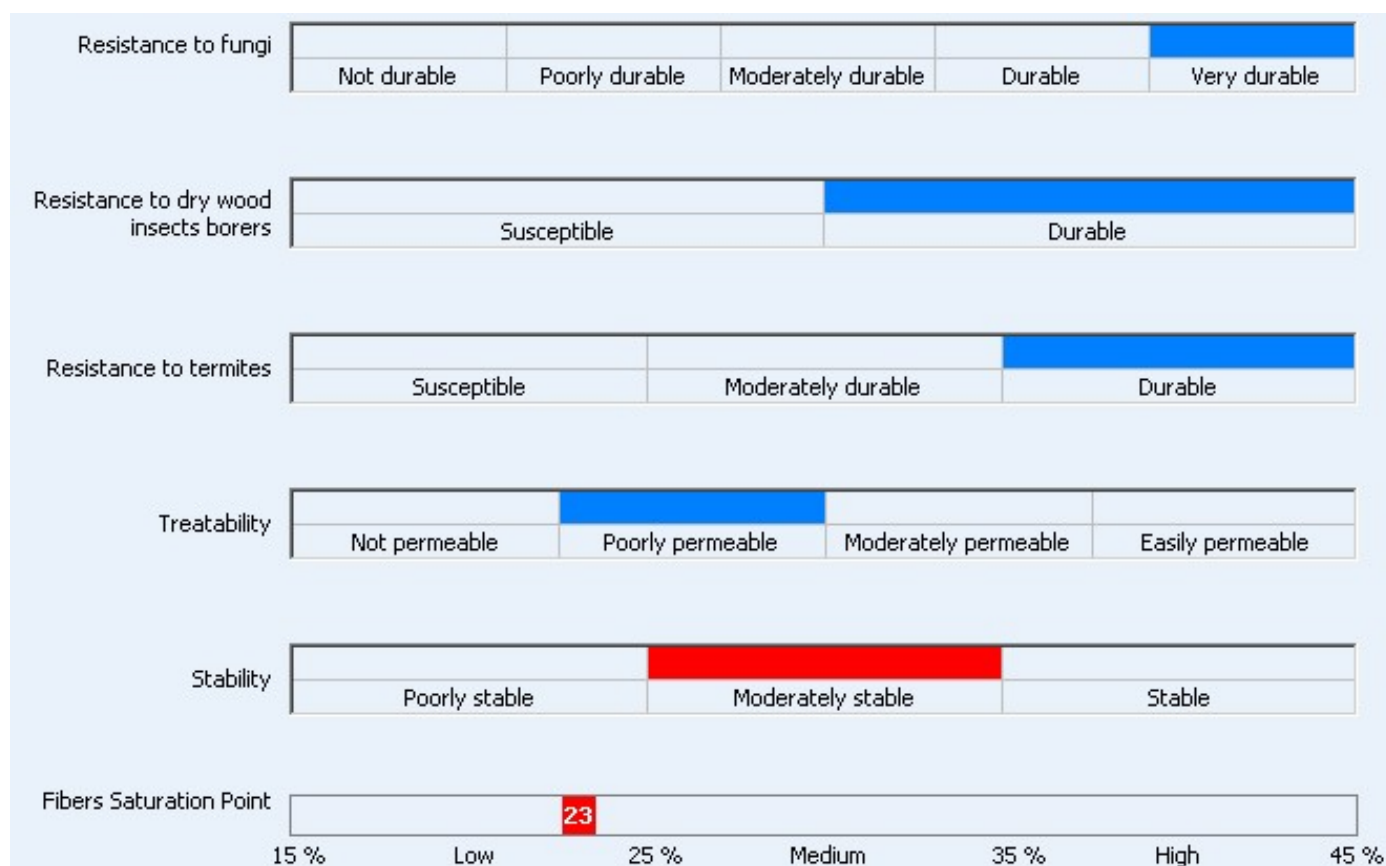 Resistance to fungi
Not durable Poorly durable Moderately durable Durable Very durable
Resistance to dry wood
insects borers
Susceptible Durable
Resistance to termites
Susceptible Moderately durable Durable
Treatability
Not permeable Poorly permeable Moderately permeable Easily permeable
Stability
Poorly stable Moderately stable Stable
Fibers Saturation Point
23
15 % Low 25 % Medium 35 % High 45 %